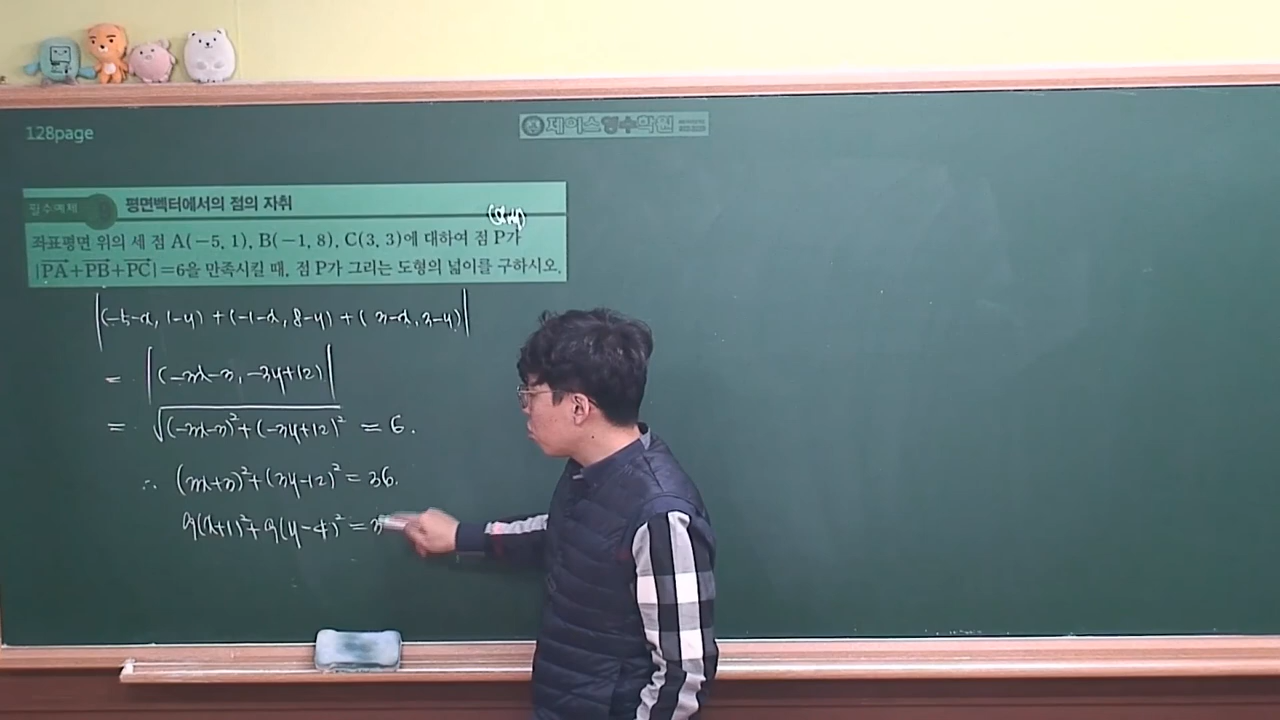 128page
제이스영수학원
필수예제 평면벡터에서의 점의 자취
(x,y)
좌표평면 위의 세 점 A(−5, 1), B(−1, 8), C(3, 3)에 대하여 점 P가
|PA+PB+PC|=6을 만족시킬 때, 점 P가 그리는 도형의 넓이를 구하시오.
|(-5-x, 1-y) + (-1-x, 8-y) + (3-x, 3-y)|
= |(-3x-3, -3y+12)|
= √(-3x-3)²+(-3y+12)² = 6.
∴ (3x+3)²+(3y-12)² = 36.
9(x+1)²+9(y-4)² = 3